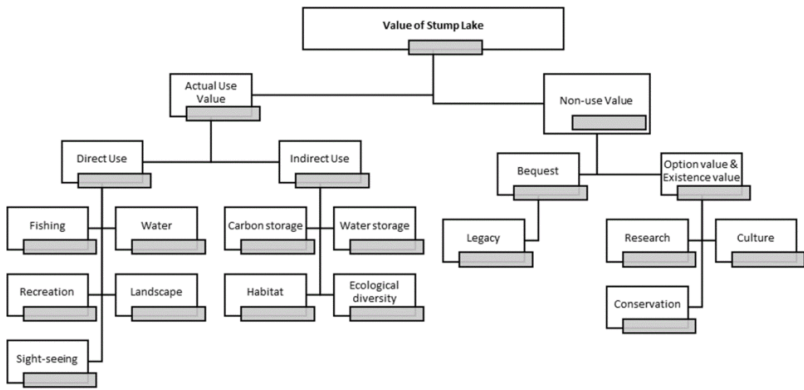 Value of Stump Lake
Actual Use
Value
Non-use Value
Direct Use
Indirect Use
Bequest
Option value &
Existence value
Fishing
Water
Carbon storage
Water storage
Legacy
Research
Culture
Recreation
Landscape
Habitat
Ecological
diversity
Conservation
Sight-seeing